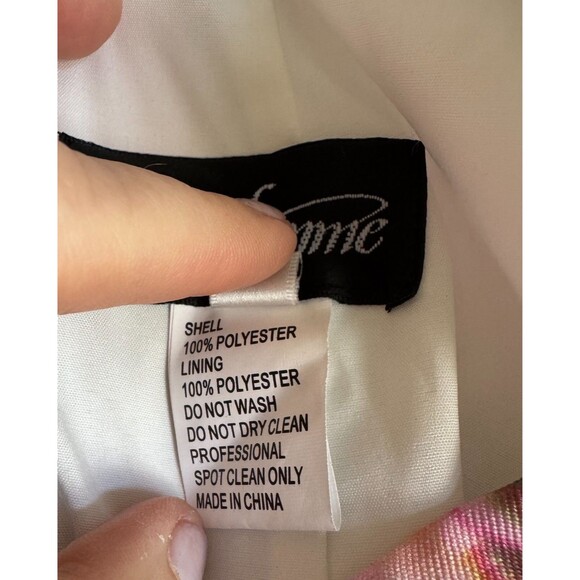 SHELL
100% POLYESTER
LINING
100% POLYESTER
DO NOT WASH
DO NOT DRY CLEAN
PROFESSIONAL
SPOT CLEAN ONLY
MADE IN CHINA